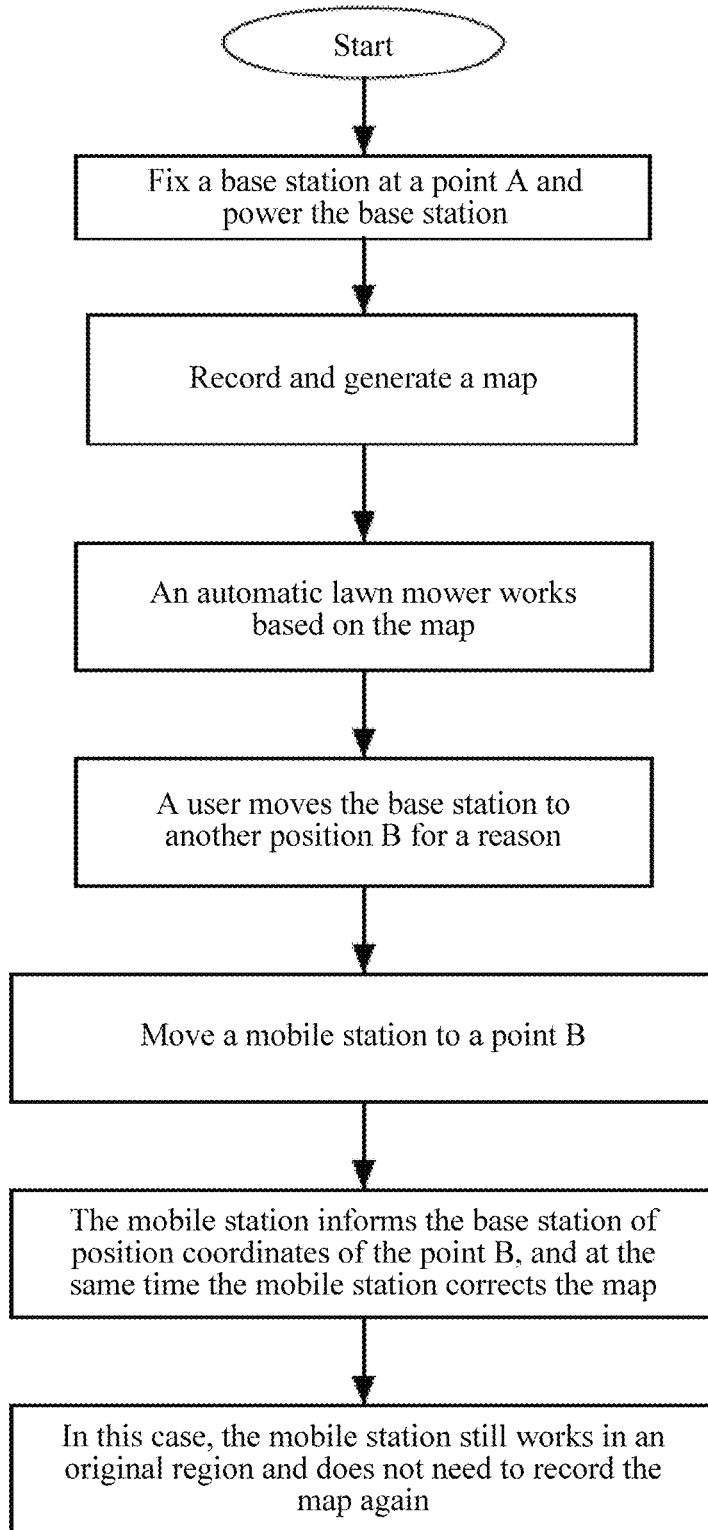 Start
Fix a base station at a point A and
power the base station
Record and generate a map
An automatic lawn mower works
based on the map
A user moves the base station to
another position B for a reason
Move a mobile station to a point B
The mobile station informs the base station of
position coordinates of the point B, and at the
same time the mobile station corrects the map
In this case, the mobile station still works in an
original region and does not need to record the
map again